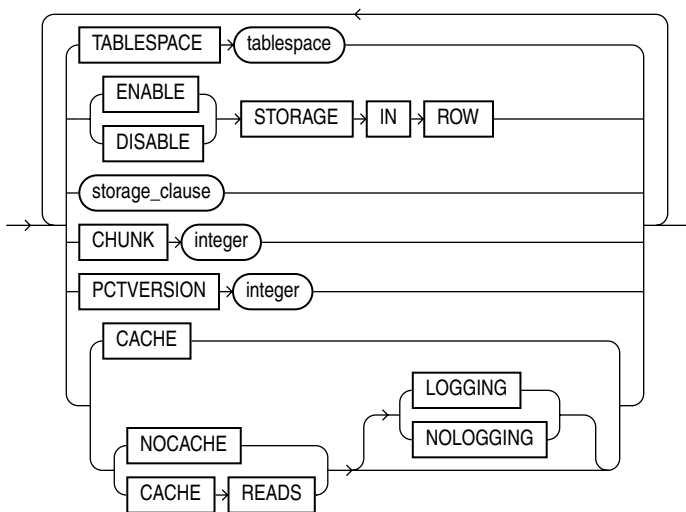 TABLESPACE tablespace
ENABLE
DISABLE
STORAGE IN ROW
storage_clause
CHUNK integer
PCTVERSION integer
CACHE
LOGGING
NOLOGGING
NOCACHE
CACHE READS